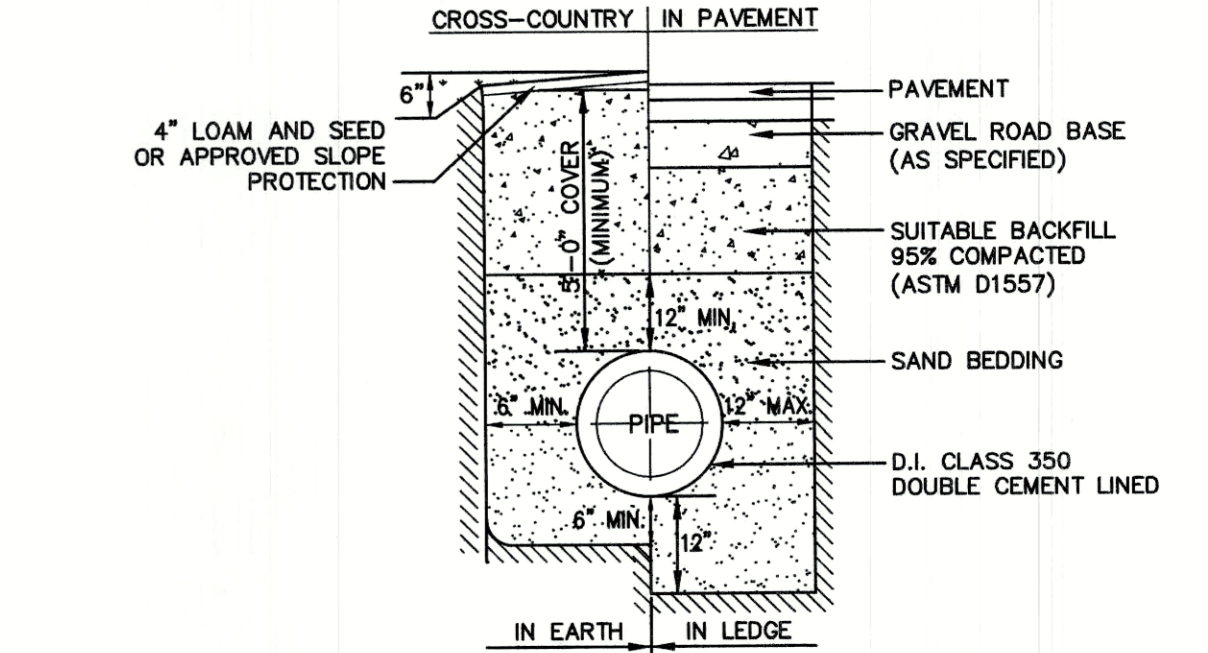 CROSS-COUNTRY
IN PAVEMENT
6"
4" LOAM AND SEED
OR APPROVED SLOPE
PROTECTION
5'-0" COVER
(MINIMUM)
PAVEMENT
GRAVEL ROAD BASE
(AS SPECIFIED)
SUITABLE BACKFILL
95% COMPACTED
(ASTM D1557)
12" MIN.
SAND BEDDING
6" MIN.
PIPE
12" MAX.
D.I. CLASS 350
DOUBLE CEMENT LINED
6" MIN.
12"
IN EARTH
IN LEDGE